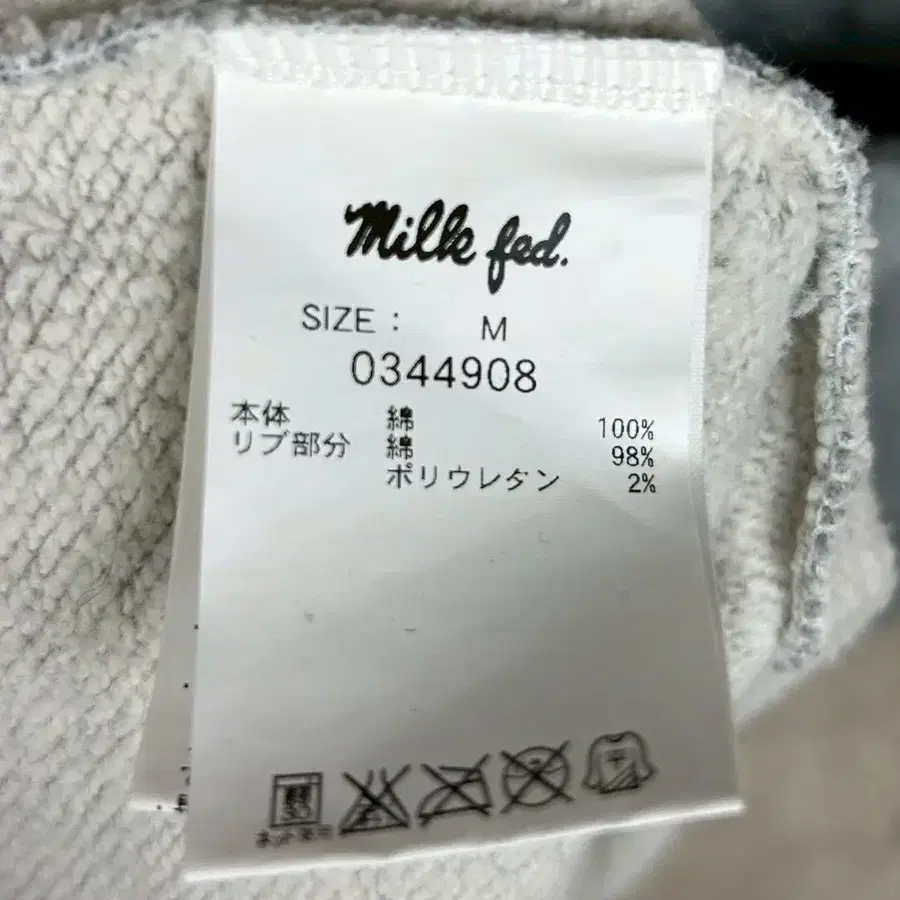 Milk fed.
SIZE : M
0344908
本体 綿 100%
リブ部分 綿 98%
ポリウレタン 2%